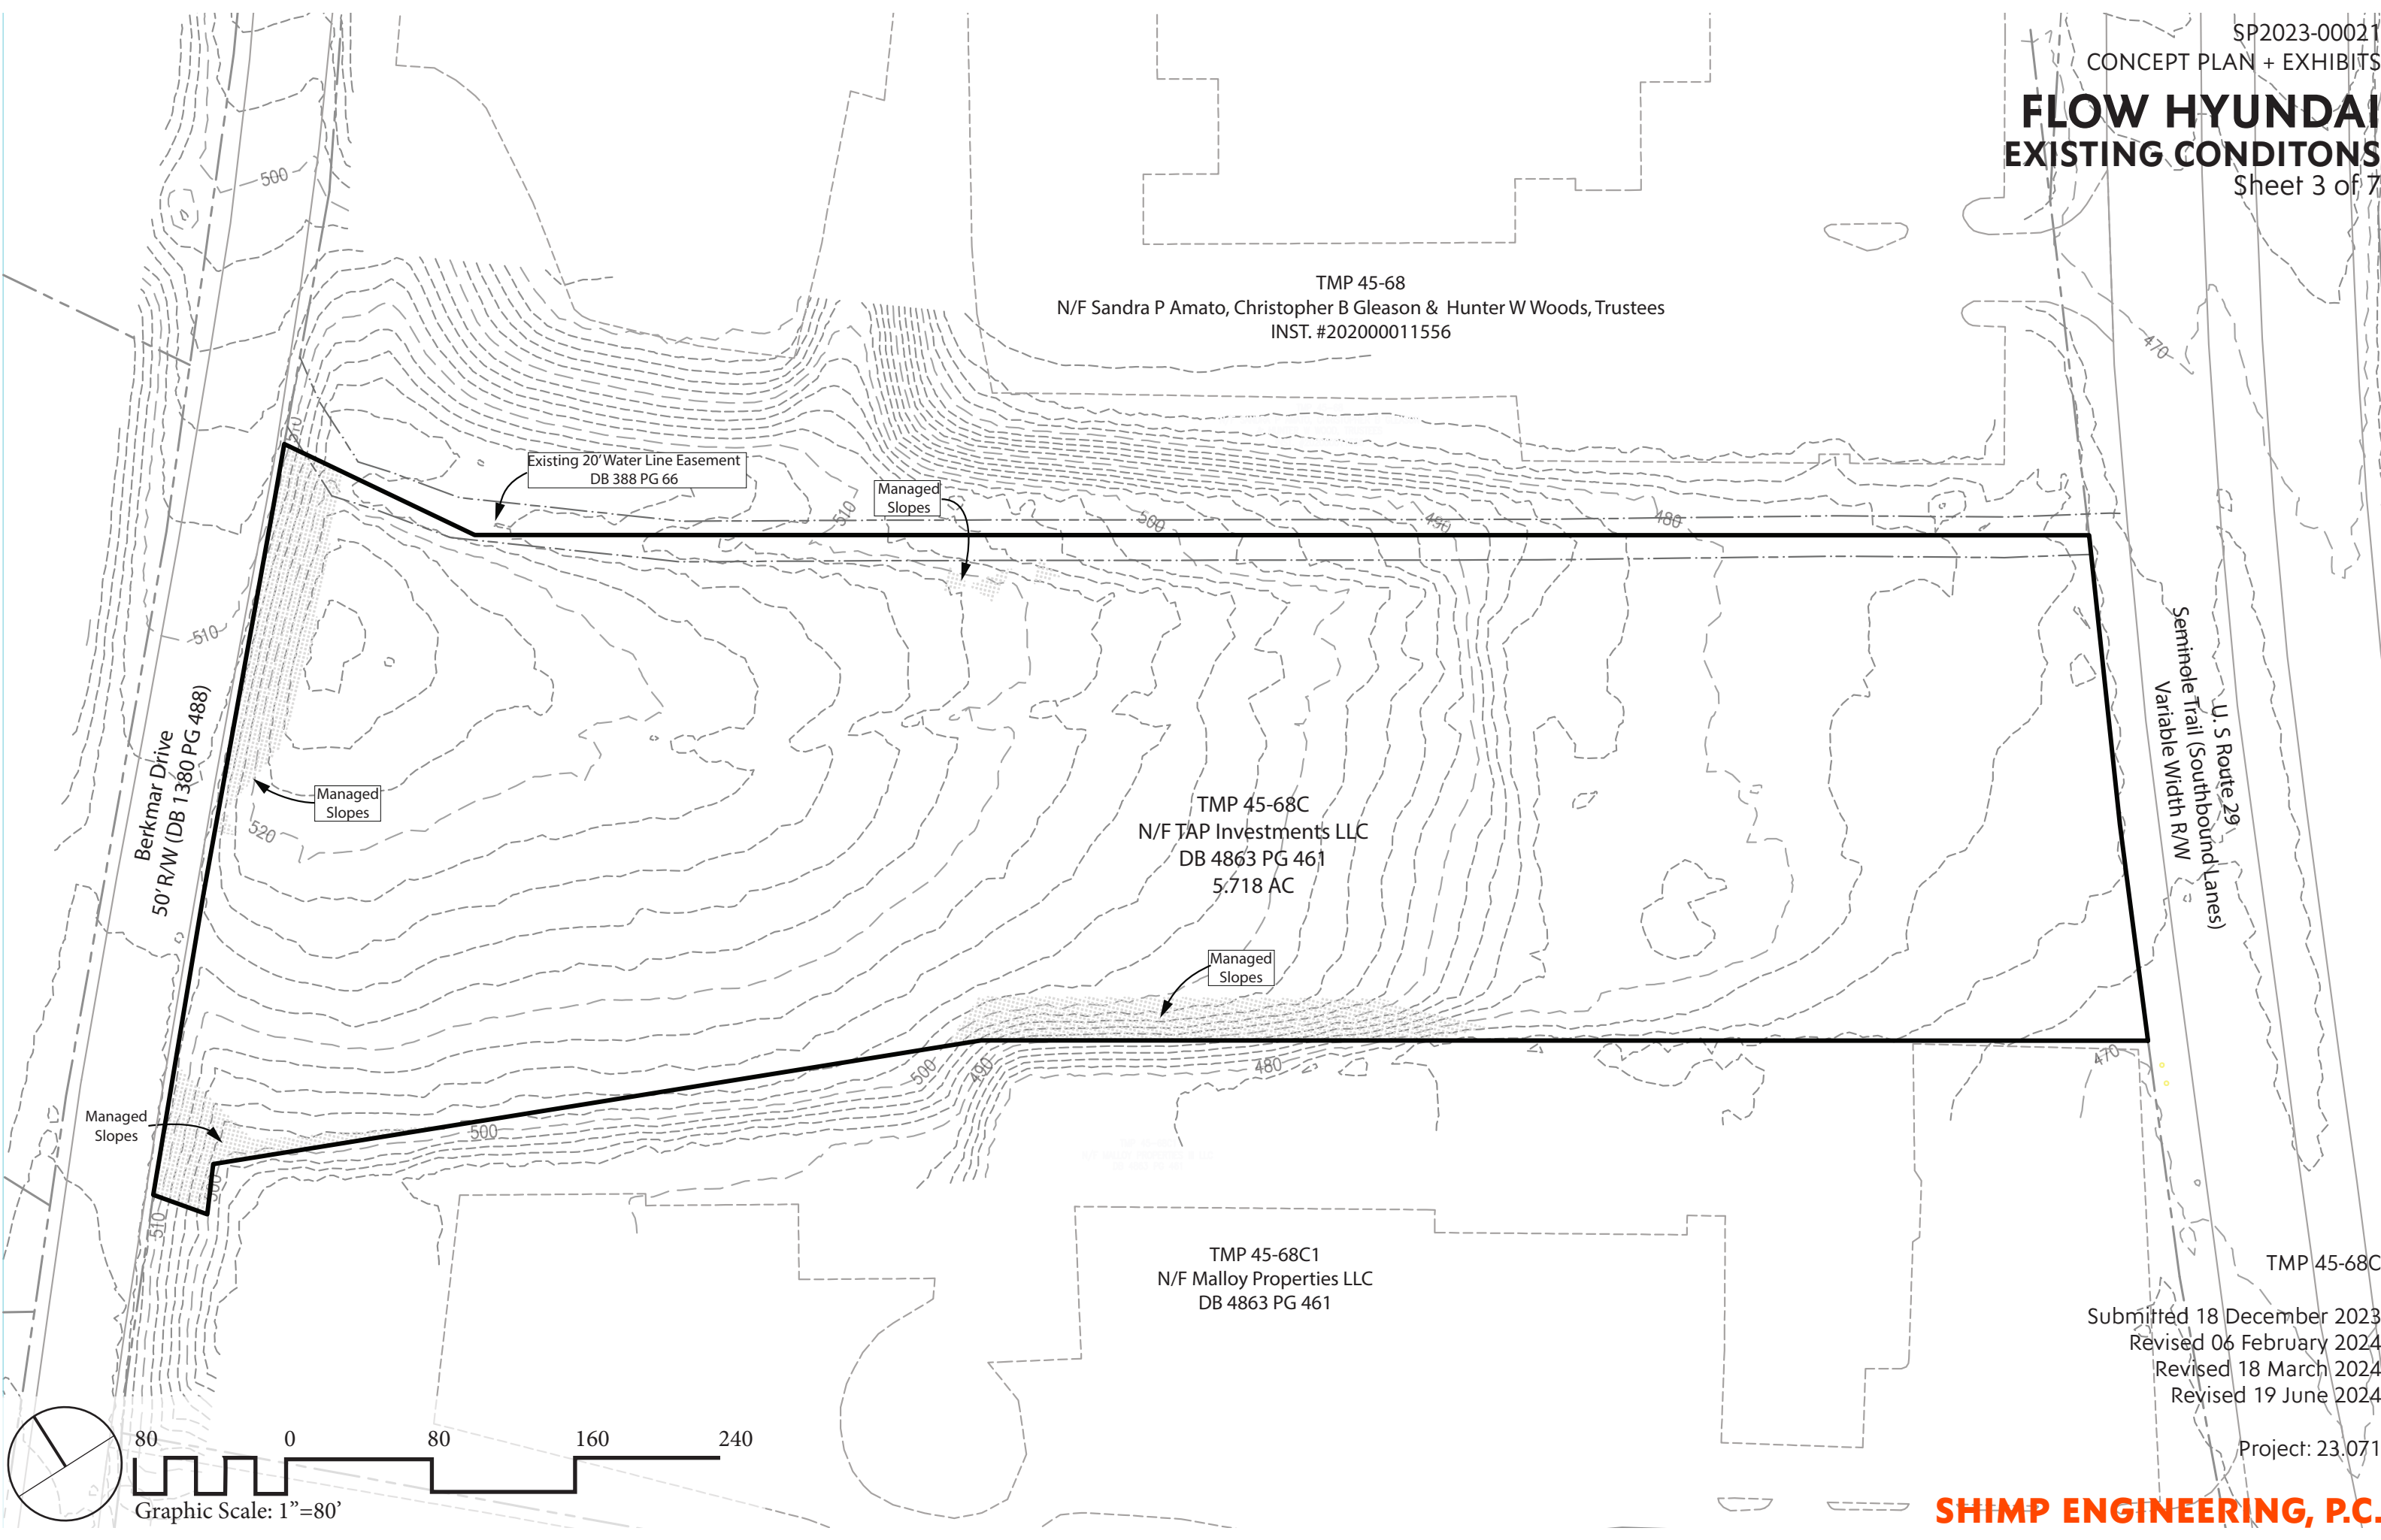 SP2023-00021
CONCEPT PLAN + EXHIBITS
FLOW HYUNDAI
EXISTING CONDITONS
Sheet 3 of 7
500
TMP 45-68
N/F Sandra P Amato, Christopher B Gleason & Hunter W Woods, Trustees
INST. #202000011556
470
510
Existing 20' Water Line Easement
DB 388 PG 66
Managed
Slopes
510
500
490
480
510
Berkmar Drive
50' R/W (DB 1380 PG 488)
Managed
Slopes
520
TMP 45-68C
N/F TAP Investments LLC
DB 4863 PG 461
5.718 AC
U. S Route 29
Seminole Trail (Southbound Lanes)
Variable Width R/W
Managed
Slopes
500
490
480
470
Managed
Slopes
500
500
510
TMP 45-68C1
N/F Malloy Properties LLC
DB 4863 PG 461
TMP 45-68C
Submitted 18 December 2023
Revised 06 February 2024
Revised 18 March 2024
Revised 19 June 2024
Project: 23.071
80 0 80 160 240
Graphic Scale: 1”=80’
SHIMP ENGINEERING, P.C.